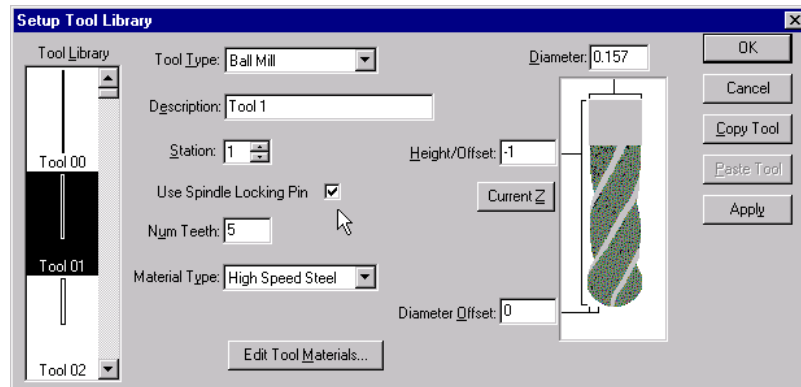 Setup Tool Library
Tool Library
Tool 00
Tool 01
Tool 02
Tool Type: Ball Mill
Description: Tool 1
Station: 1
Use Spindle Locking Pin
Num Teeth: 5
Material Type: High Speed Steel
Edit Tool Materials...
Diameter: 0.157
Height/Offset: -1
Current Z
Diameter Offset: 0
OK
Cancel
Copy Tool
Paste Tool
Apply